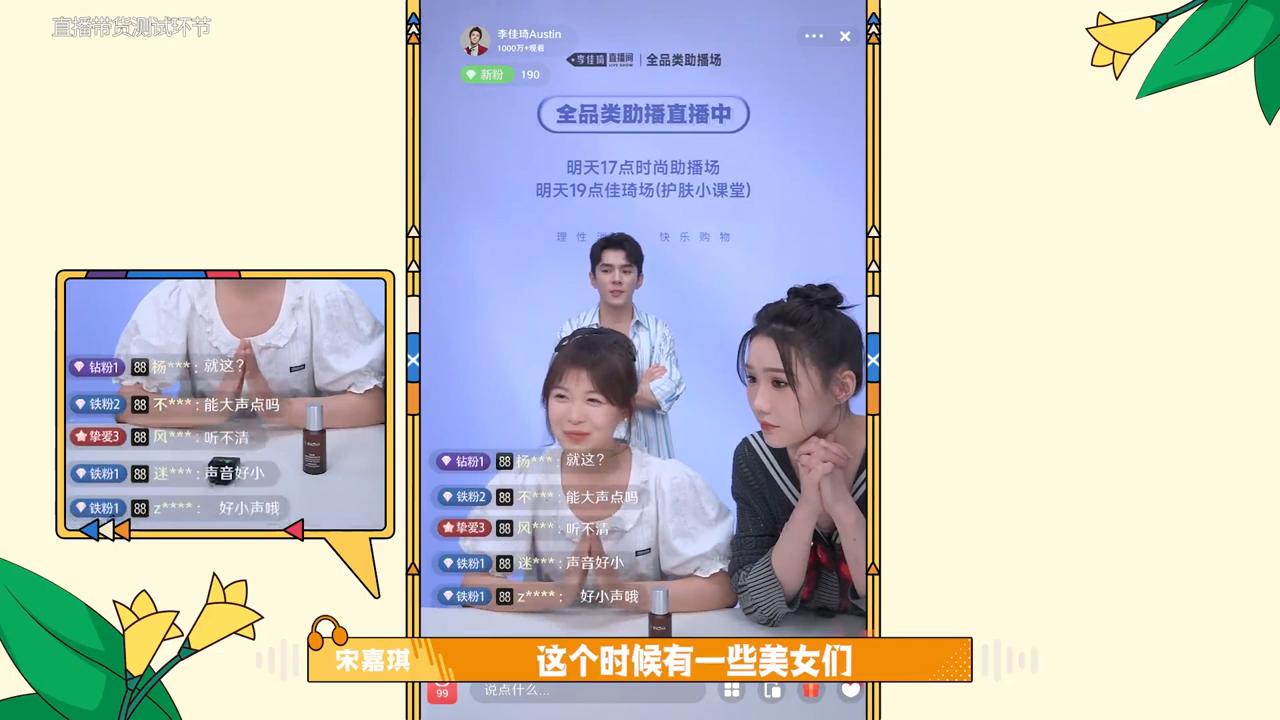 直播带货测试环节
李佳琦Austin
1000万+观看
新粉 190
李佳琦 直播间 LIVE SHOW 全品类助播场
全品类助播直播中
明天17点时尚助播场
明天19点佳琦场(护肤小课堂)
理性 快乐购物
钻粉1 88 杨***：就这？
铁粉2 88 不***：能大声点吗
挚爱3 88 风***：听不清
铁粉1 88 迷***：声音好小
铁粉1 88 z****： 好小声哦
钻粉1 88 杨***：就这？
铁粉2 88 不***：能大声点吗
挚爱3 88 风***：听不清
铁粉1 88 迷***：声音好小
铁粉1 88 z****： 好小声哦
宋嘉琪 这个时候有一些美女们
99 说点什么...